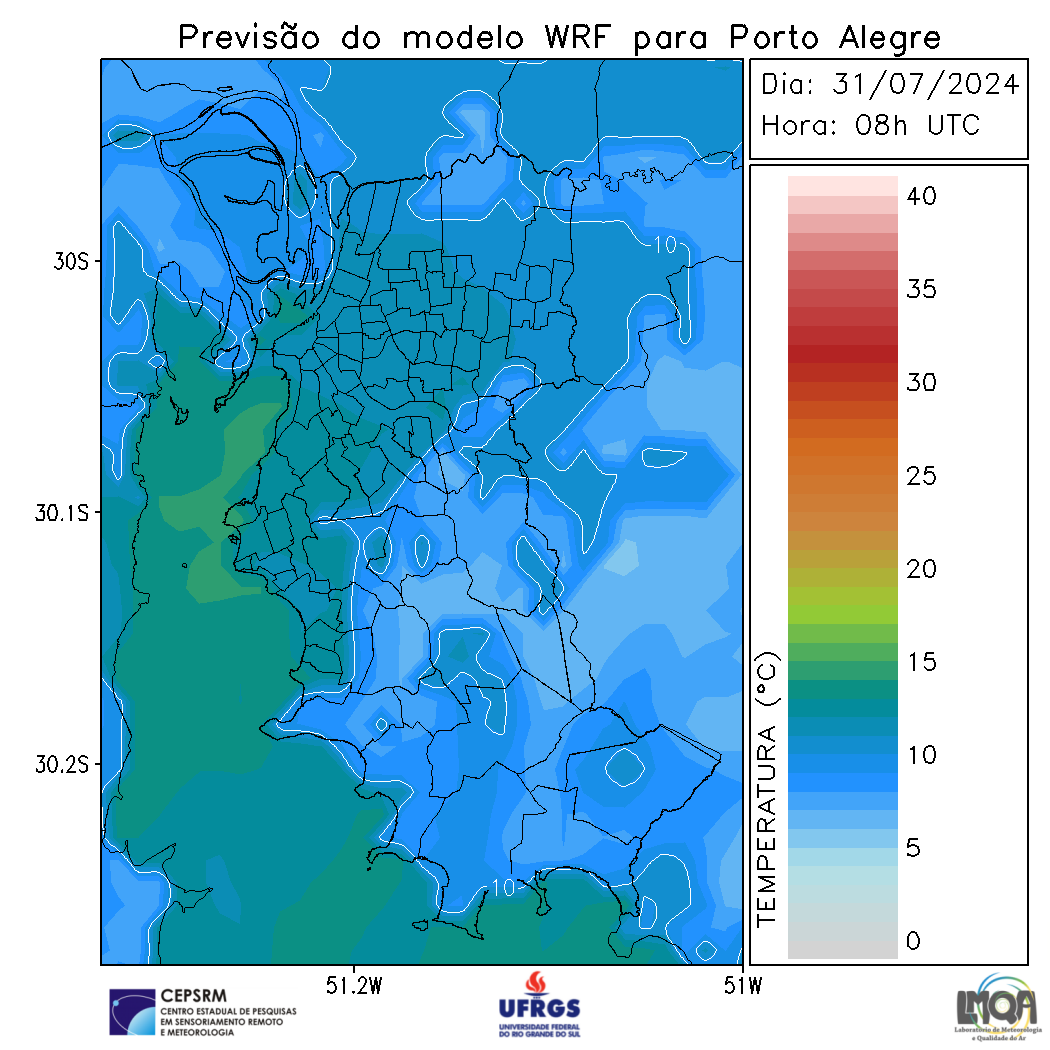 Previsão do modelo WRF para Porto Alegre
Dia: 31/07/2024
Hora: 08h UTC
30S
30.1S
30.2S
51.2W
51W
10
10
TEMPERATURA (°C)
40
35
30
25
20
15
10
5
0
CEPSRM
CENTRO ESTADUAL DE PESQUISAS
EM SENSORIAMENTO REMOTO
E METEOROLOGIA
UFRGS
UNIVERSIDADE FEDERAL
DO RIO GRANDE DO SUL
LMQA
Laboratório de Meteorologia
e Qualidade do Ar